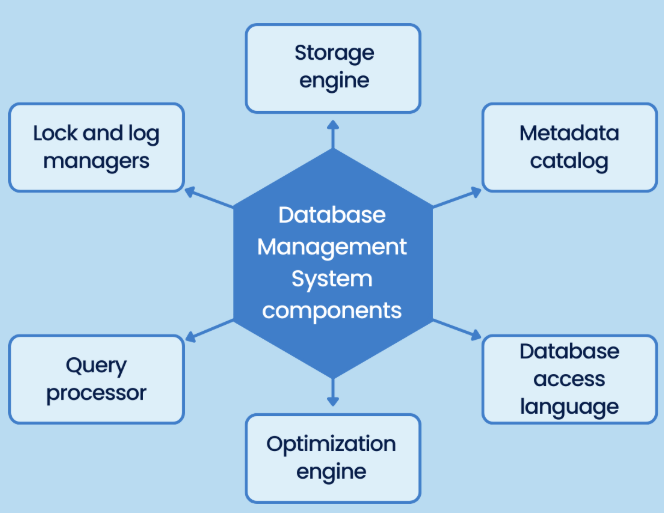 Storage
engine
Lock and log
managers
Metadata
catalog
Database
Management
System
components
Query
processor
Database
access
language
Optimization
engine